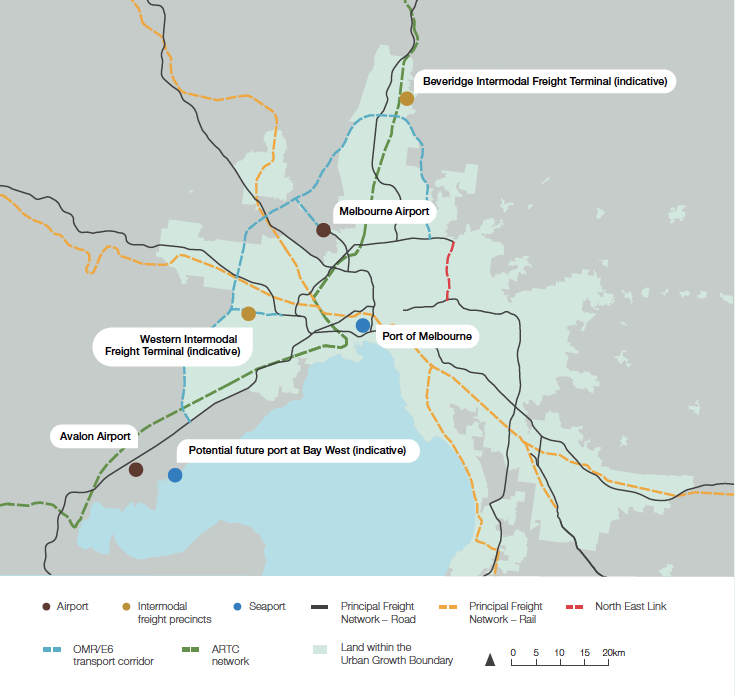 Beveridge Intermodal Freight Terminal (indicative)
Melbourne Airport
Western Intermodal
Freight Terminal (indicative)
Port of Melbourne
Avalon Airport
Potential future port at Bay West (indicative)
Airport
Intermodal
freight precincts
Seaport
Principal Freight
Network – Road
Principal Freight
Network – Rail
North East Link
OMR/E6
transport corridor
ARTC
network
Land within the
Urban Growth Boundary
0 5 10 15 20km